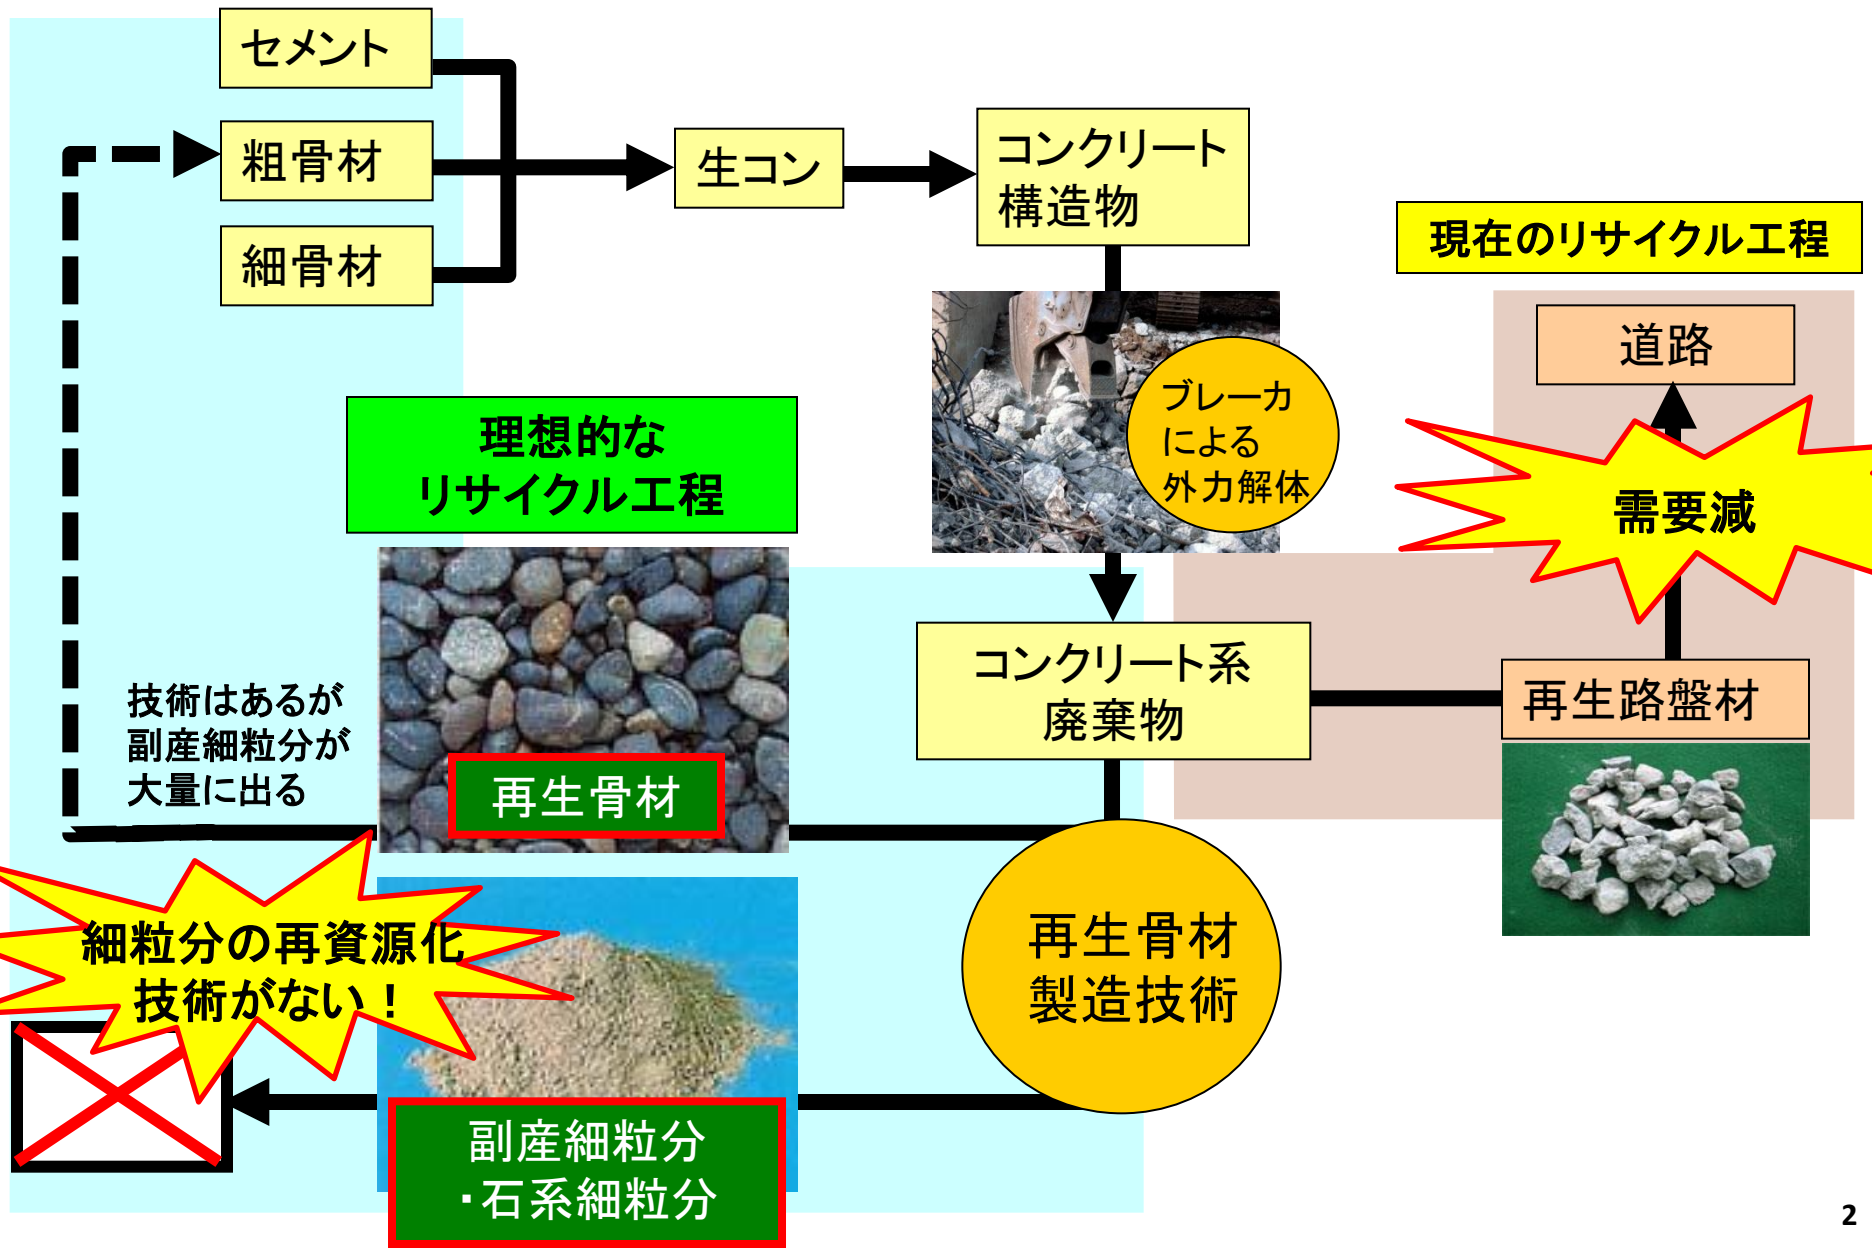 セメント
粗骨材
細骨材
生コン
コンクリート
構造物
現在のリサイクル工程
道路
ブレーカ
による
外力解体
理想的な
リサイクル工程
需要減
コンクリート系
廃棄物
再生路盤材
技術はあるが
副産細粒分が
大量に出る
再生骨材
細粒分の再資源化
技術がない！
再生骨材
製造技術
副産細粒分
・石系細粒分
2